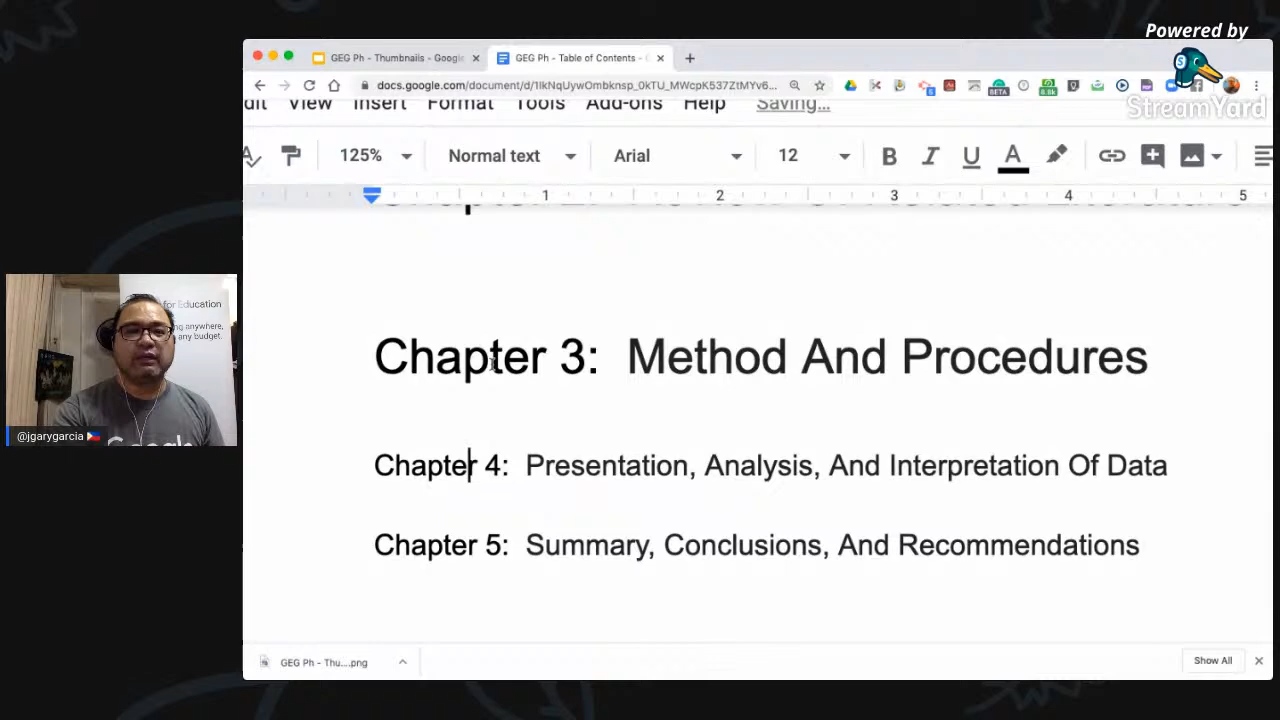 Powered by
StreamYard
GEG Ph - Thumbnails - Google
GEG Ph - Table of Contents -
docs.google.com/document/d/
dit View Insert Format Tools Add-ons Help Saving...
125% Normal text Arial 12 B I U A
BETA
1 2 3 4 5
Chapter 3: Method And Procedures
Chapter 4: Presentation, Analysis, And Interpretation Of Data
Chapter 5: Summary, Conclusions, And Recommendations
for Education
ng anywhere,
any budget.
Google
@jgarygarcia
GEG Ph - Thu....png
Show All